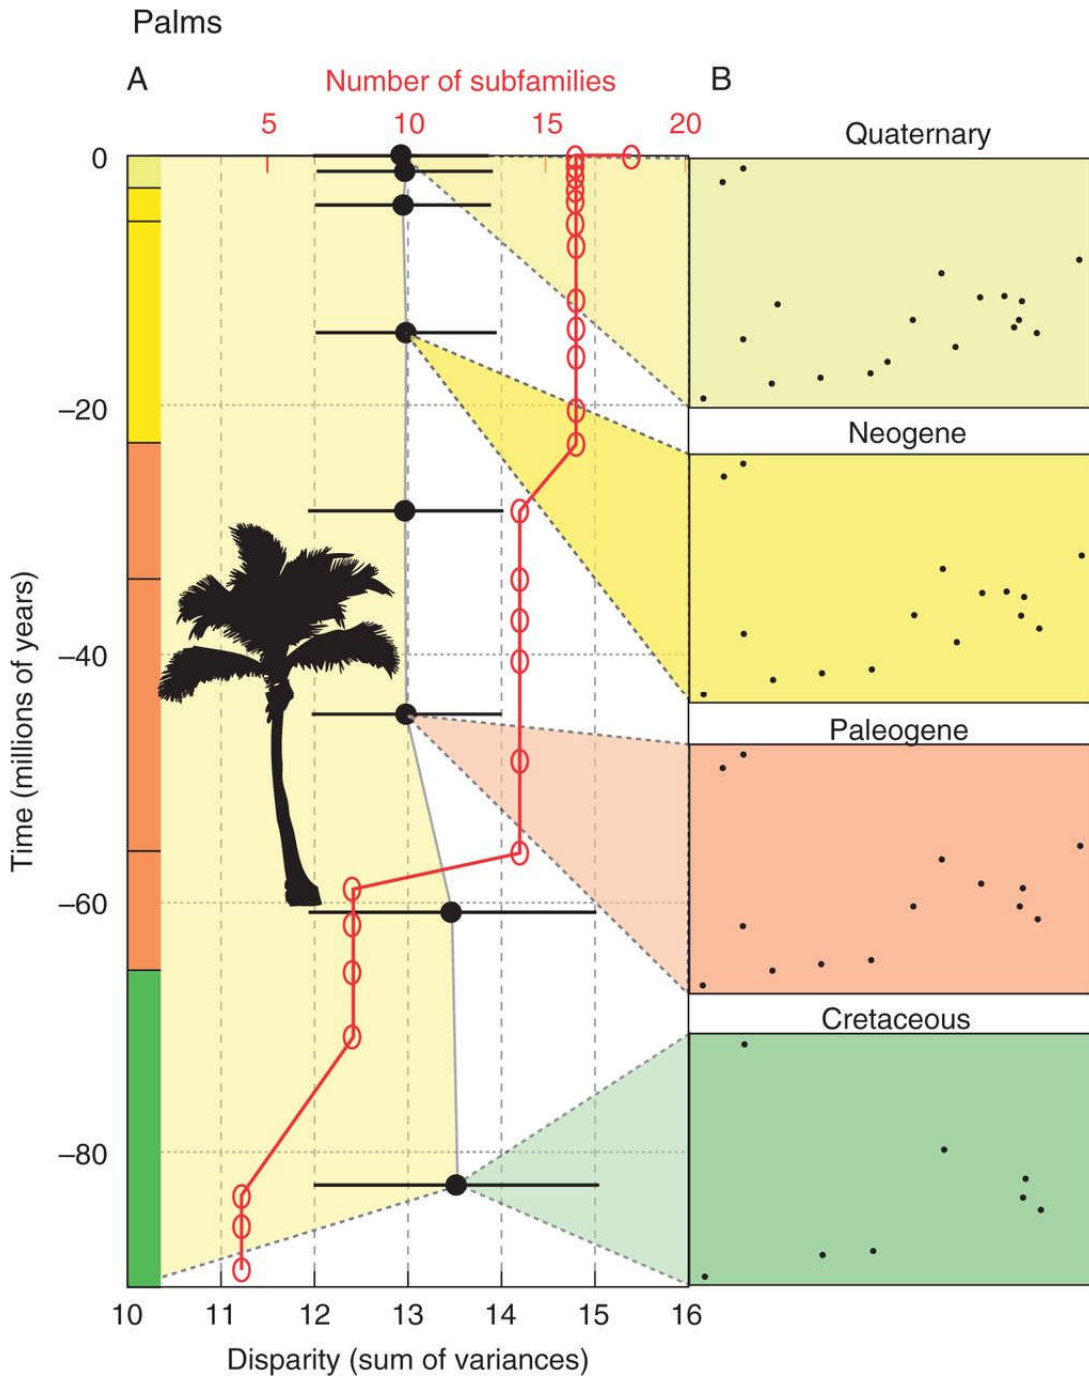 Palms
A
Number of subfamilies
B
5 10 15 20
Quaternary
0
–20
Neogene
–40
Paleogene
–60
Cretaceous
–80
Time (millions of years)
10 11 12 13 14 15 16
Disparity (sum of variances)